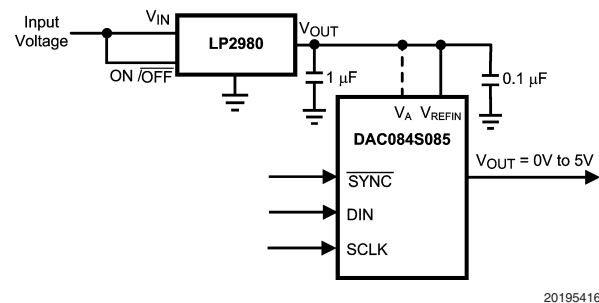 Input
Voltage
VIN
LP2980
VOUT
ON /OFF
1 µF
0.1 µF
VA VREFIN
DAC084S085
VOUT = 0V to 5V
SYNC
DIN
SCLK
20195416